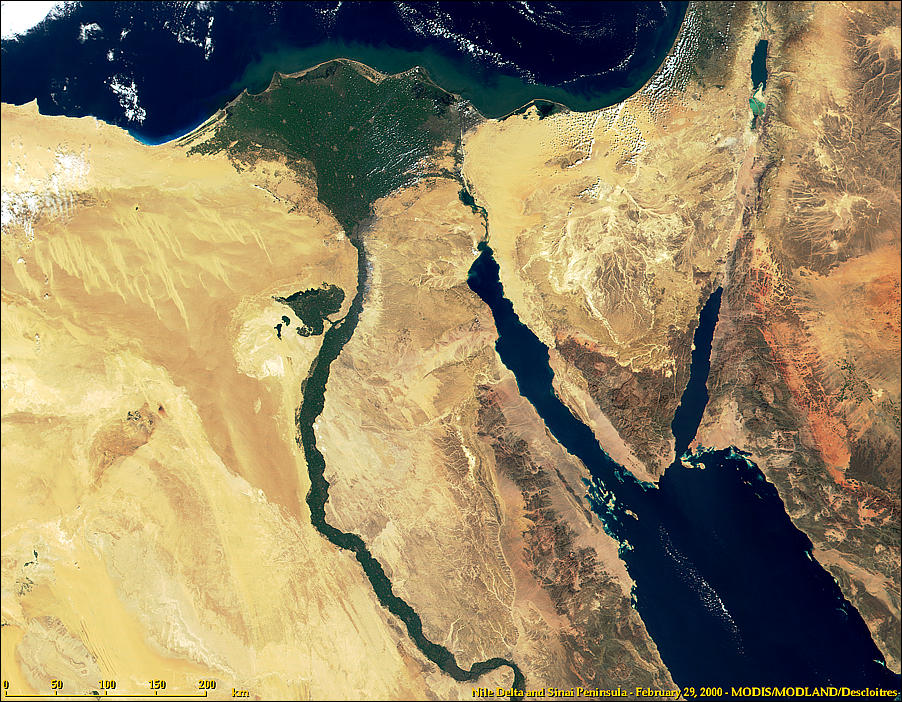 0 50 100 150 200 km
Nile Delta and Sinai Peninsula - February 29, 2000 - MODIS/MODLAND/Descloitres